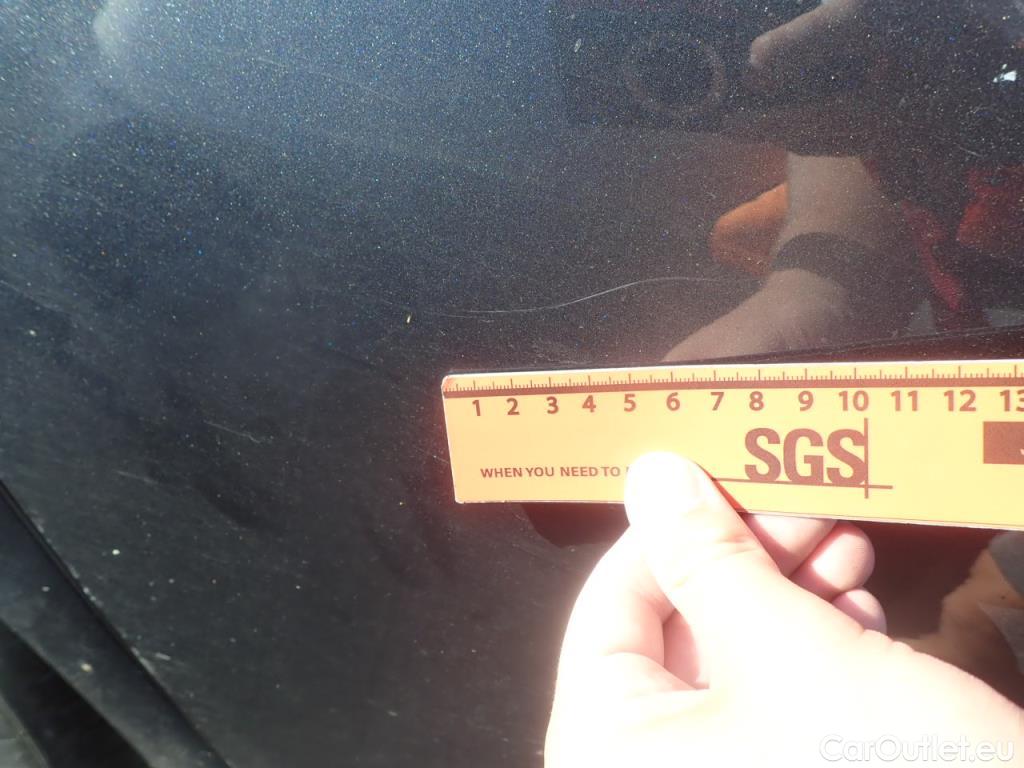 1 2 3 4 5 6 7 8 9 10 11 12 13
SGS
WHEN YOU NEED TO
CarOutlet.eu